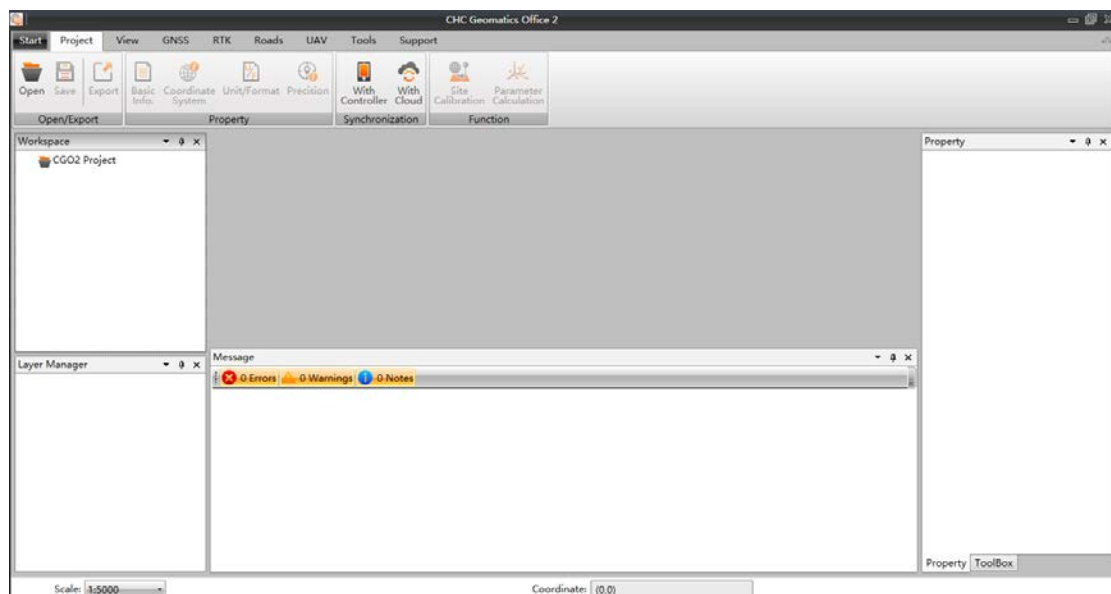 CHC Geomatics Office 2
Start Project View GNSS RTK Roads UAV Tools Support
Open Save Export Basic Info. Coordinate System Unit/Format Precision With Controller With Cloud Site Calibration Parameter Calculation
Open/Export Property Synchronization Function
Workspace
CGO2 Project
Property
Layer Manager
Message
0 Errors 0 Warnings 0 Notes
Property ToolBox
Scale: 1:5000 Coordinate: (0,0)